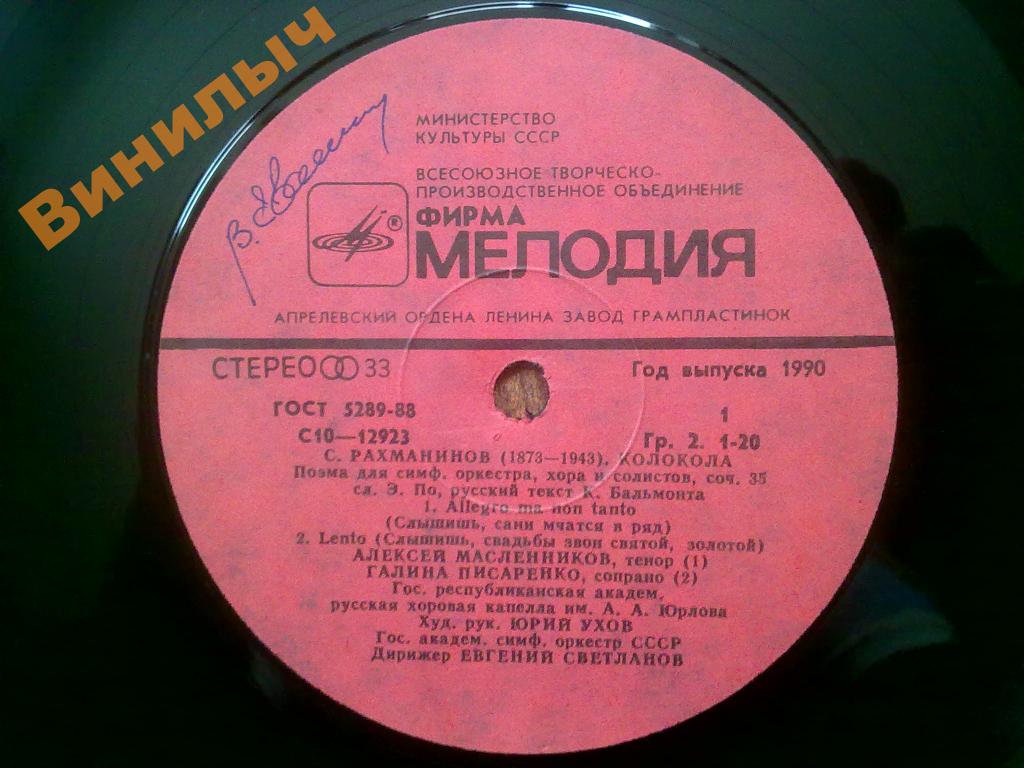 Винилыч
МИНИСТЕРСТВО
КУЛЬТУРЫ СССР
ВСЕСОЮЗНОЕ ТВОРЧЕСКО-
ПРОИЗВОДСТВЕННОЕ ОБЪЕДИНЕНИЕ
ФИРМА
®
МЕЛОДИЯ
АПРЕЛЕВСКИЙ ОРДЕНА ЛЕНИНА ЗАВОД ГРАМПЛАСТИНОК
СТЕРЕО 33
Год выпуска 1990
ГОСТ 5289-88
1
С10—12923
Гр. 2. 1-20
С. РАХМАНИНОВ (1873—1943). КОЛОКОЛА
Поэма для симф. оркестра, хора и солистов, соч. 35
сл. Э. По, русский текст К. Бальмонта
1. Allegro ma non tanto
(Слышишь, сани мчатся в ряд)
2. Lento (Слышишь, свадьбы звон святой, золотой)
АЛЕКСЕЙ МАСЛЕННИКОВ, тенор (1)
ГАЛИНА ПИСАРЕНКО, сопрано (2)
Гос. республиканская академ.
русская хоровая капелла им. А. А. Юрлова
Худ. рук. ЮРИЙ УХОВ
Гос. академ. симф. оркестр СССР
Дирижер ЕВГЕНИЙ СВЕТЛАНОВ